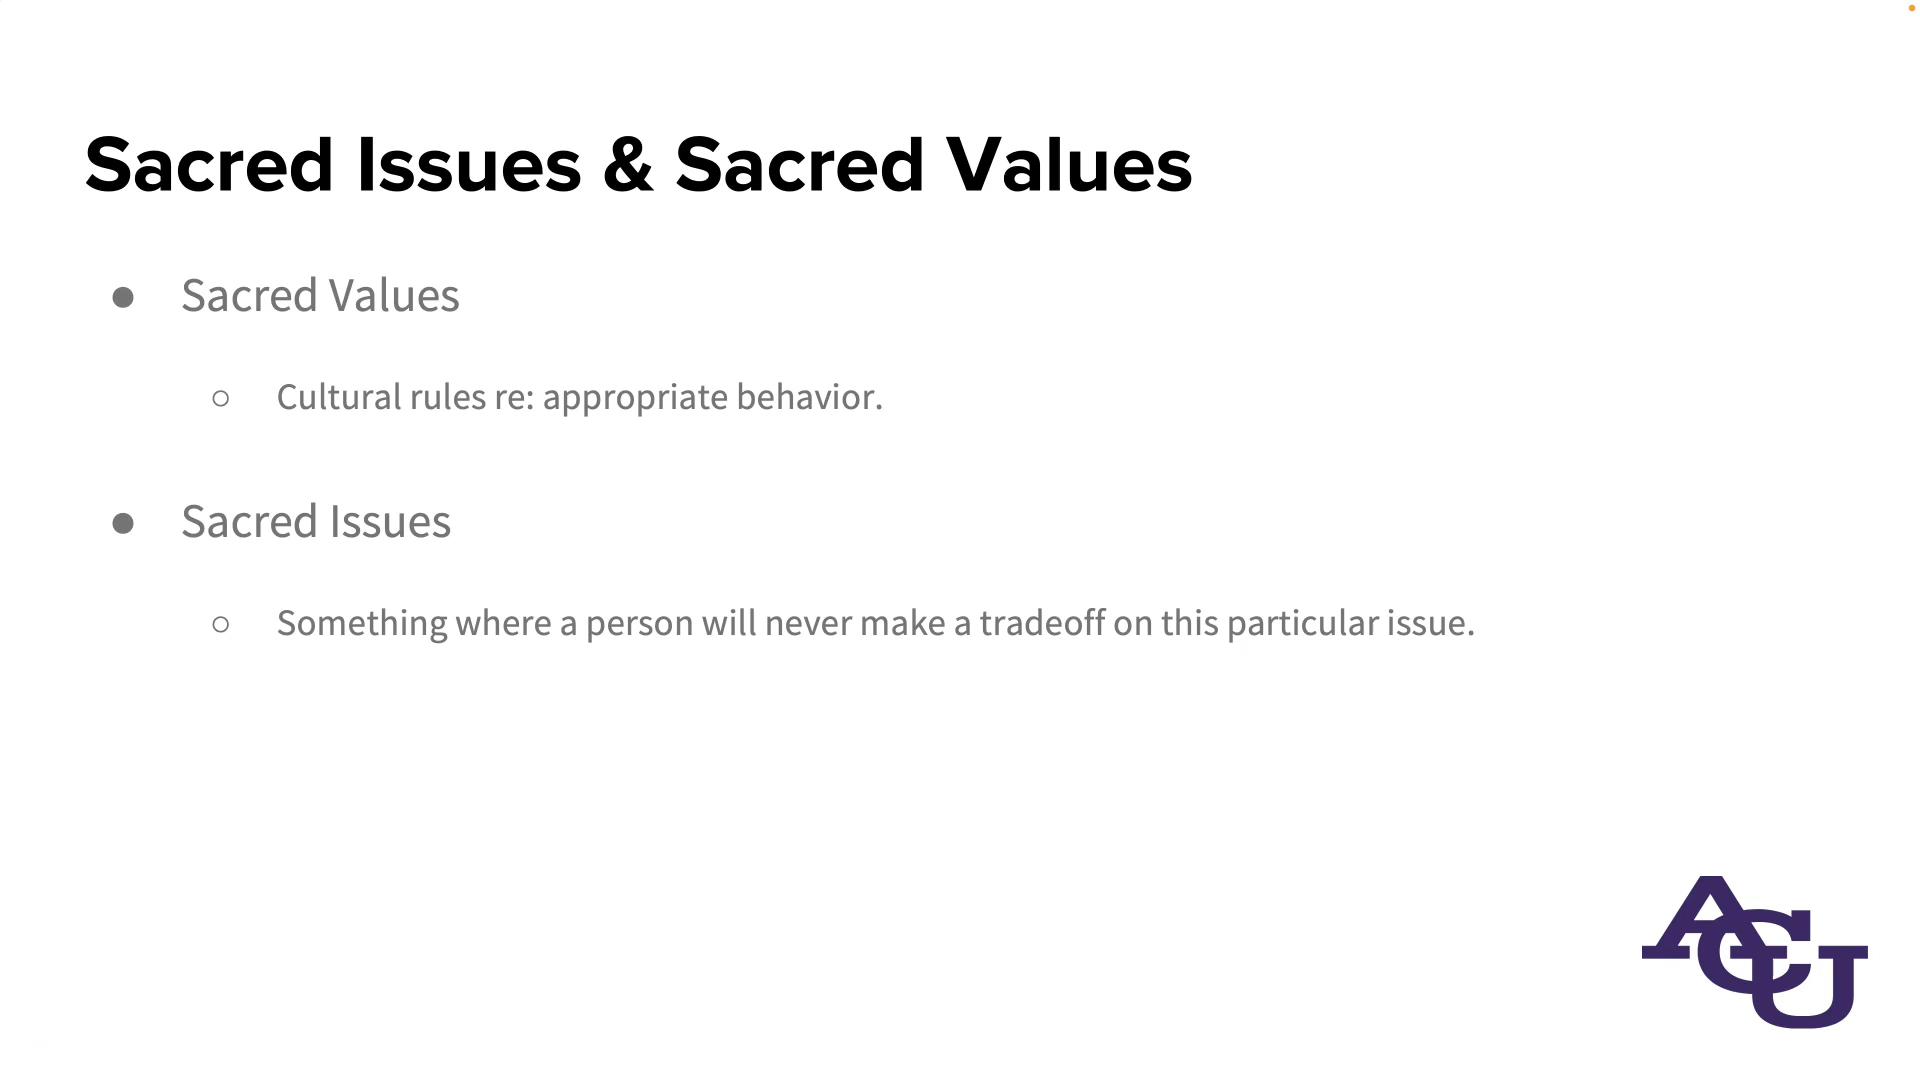 Sacred Issues & Sacred Values
● Sacred Values
○ Cultural rules re: appropriate behavior.
● Sacred Issues
○ Something where a person will never make a tradeoff on this particular issue.
ACU